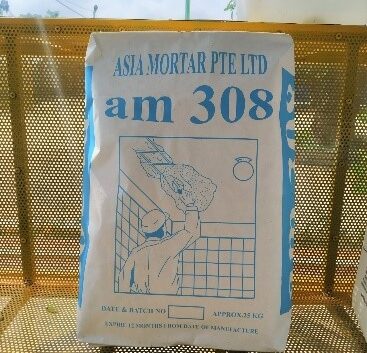 ASIA MORTAR PTE LTD
am 308
DATE & BATCH NO
APPROX.25 KG
EXPIRE 12 MONTHS FROM DATE OF MANUFACTURE